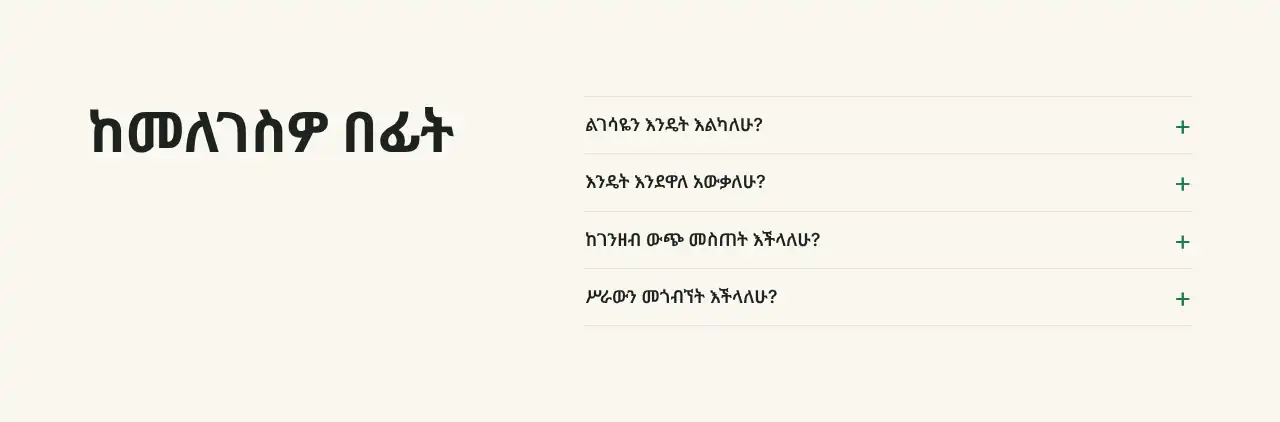 ከመለገስዎ በፊት
ልገሳዬን እንዴት እልካለሁ?
እንዴት እንደዋለ አውቃለሁ?
ከገንዘብ ውጭ መስጠት እችላለሁ?
ሥራውን መጎብኘት እችላለሁ?